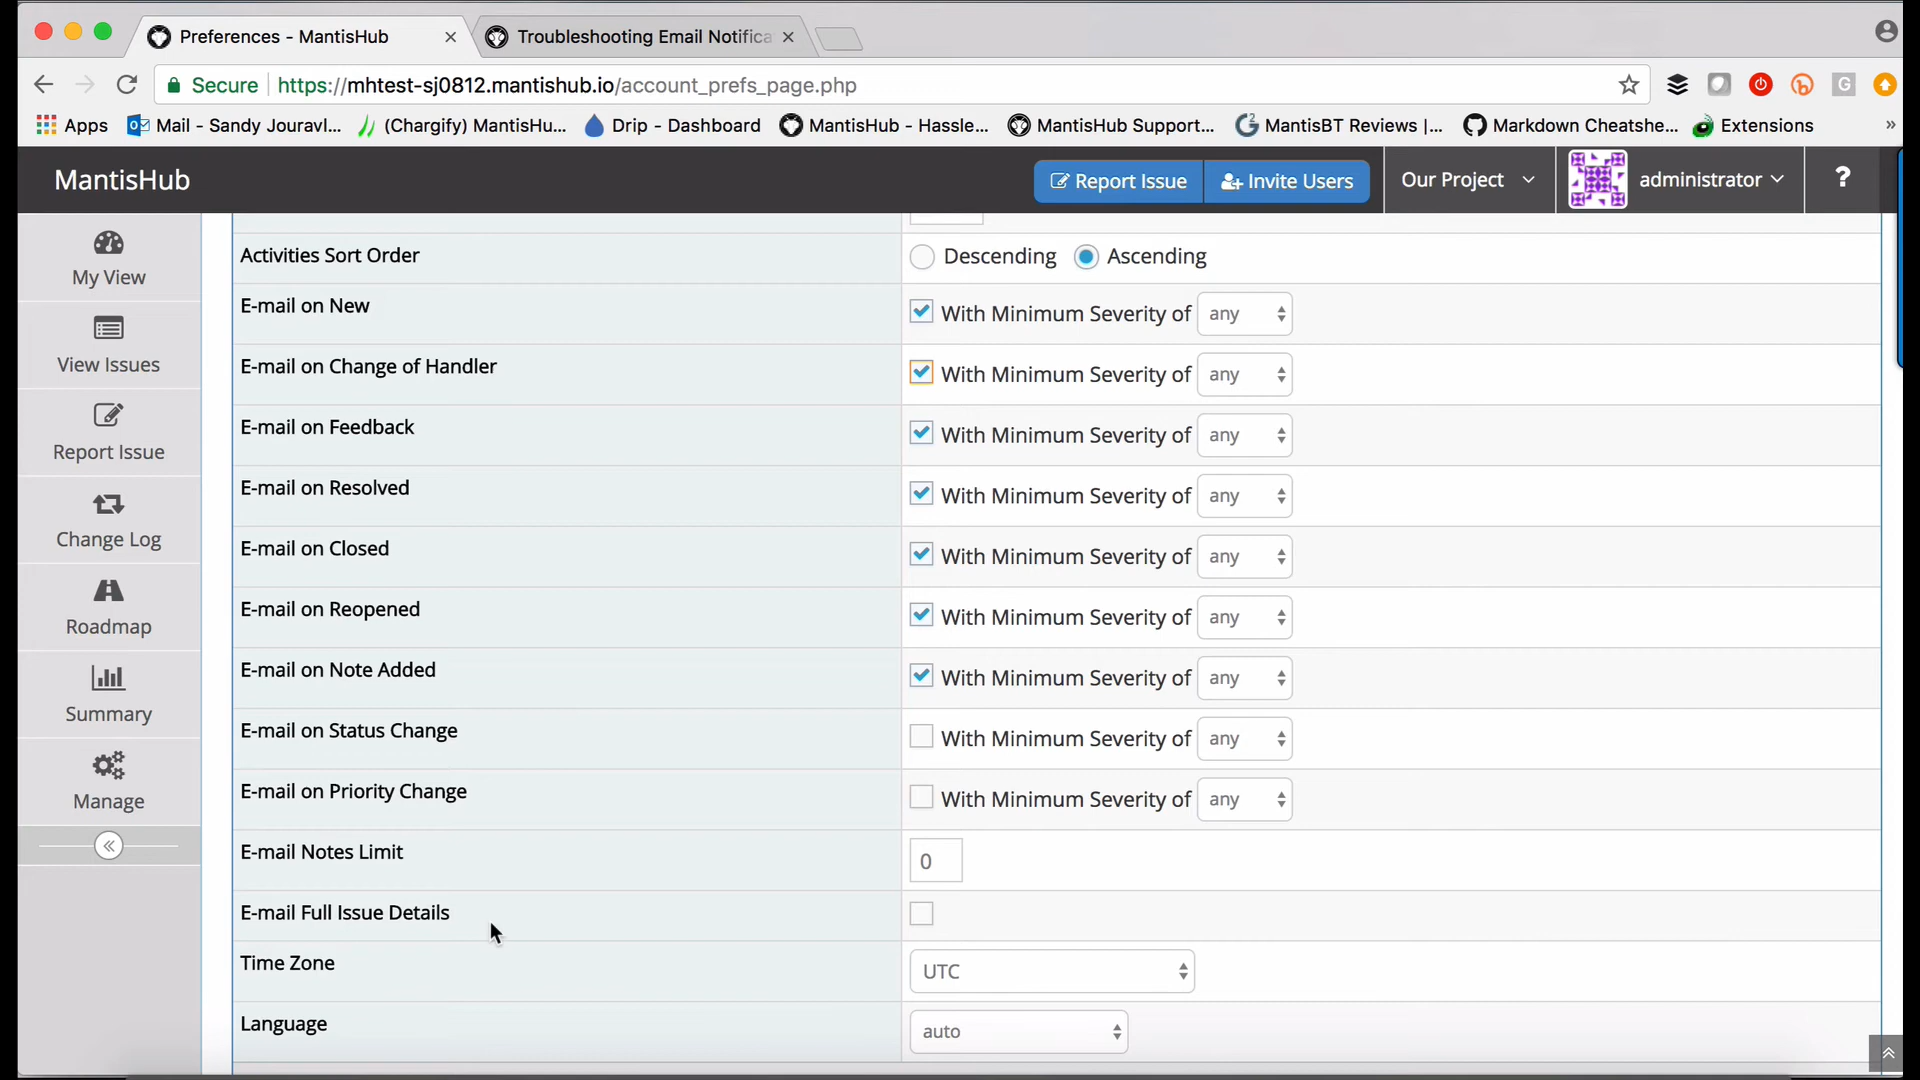 Preferences - MantisHub
Troubleshooting Email Notifica
Secure https://mhtest-sj0812.mantishub.io/account_prefs_page.php
Apps Mail - Sandy Jouravl... (Chargify) MantisHu... Drip - Dashboard MantisHub - Hassle... MantisHub Support... MantisBT Reviews |... Markdown Cheatshe... Extensions »
MantisHub Report Issue Invite Users Our Project administrator ?
My View
View Issues
Report Issue
Change Log
Roadmap
Summary
Manage
Activities Sort Order Descending Ascending
E-mail on New With Minimum Severity of any
E-mail on Change of Handler With Minimum Severity of any
E-mail on Feedback With Minimum Severity of any
E-mail on Resolved With Minimum Severity of any
E-mail on Closed With Minimum Severity of any
E-mail on Reopened With Minimum Severity of any
E-mail on Note Added With Minimum Severity of any
E-mail on Status Change With Minimum Severity of any
E-mail on Priority Change With Minimum Severity of any
E-mail Notes Limit 0
E-mail Full Issue Details
Time Zone UTC
Language auto